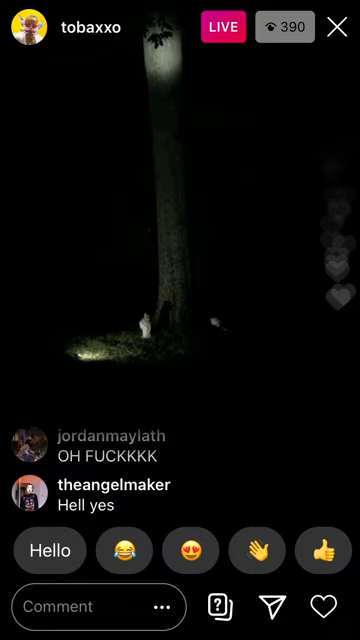 tobaxxo
LIVE
390
jordanmaylath
OH FUCKKKK
theangelmaker
Hell yes
Hello
Comment